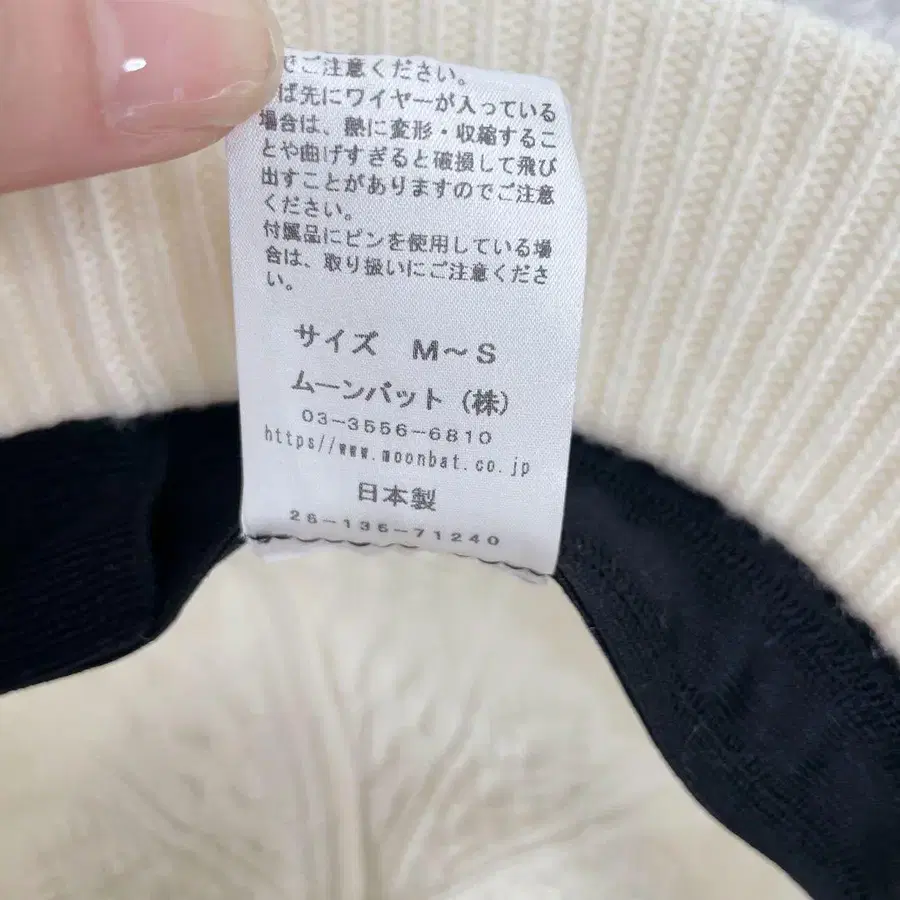 でご注意ください。
ば先にワイヤーが入っている
場合は、熱に変形・収縮するこ
とや曲げすぎると破損して飛び
出すことがありますのでご注意
ください。
付属品にピンを使用している場
合は、取り扱いにご注意くださ
い。
サイズ M～S
ムーンバット（株）
03-3556-6810
https//www.moonbat.co.jp
日本製
26-135-71240